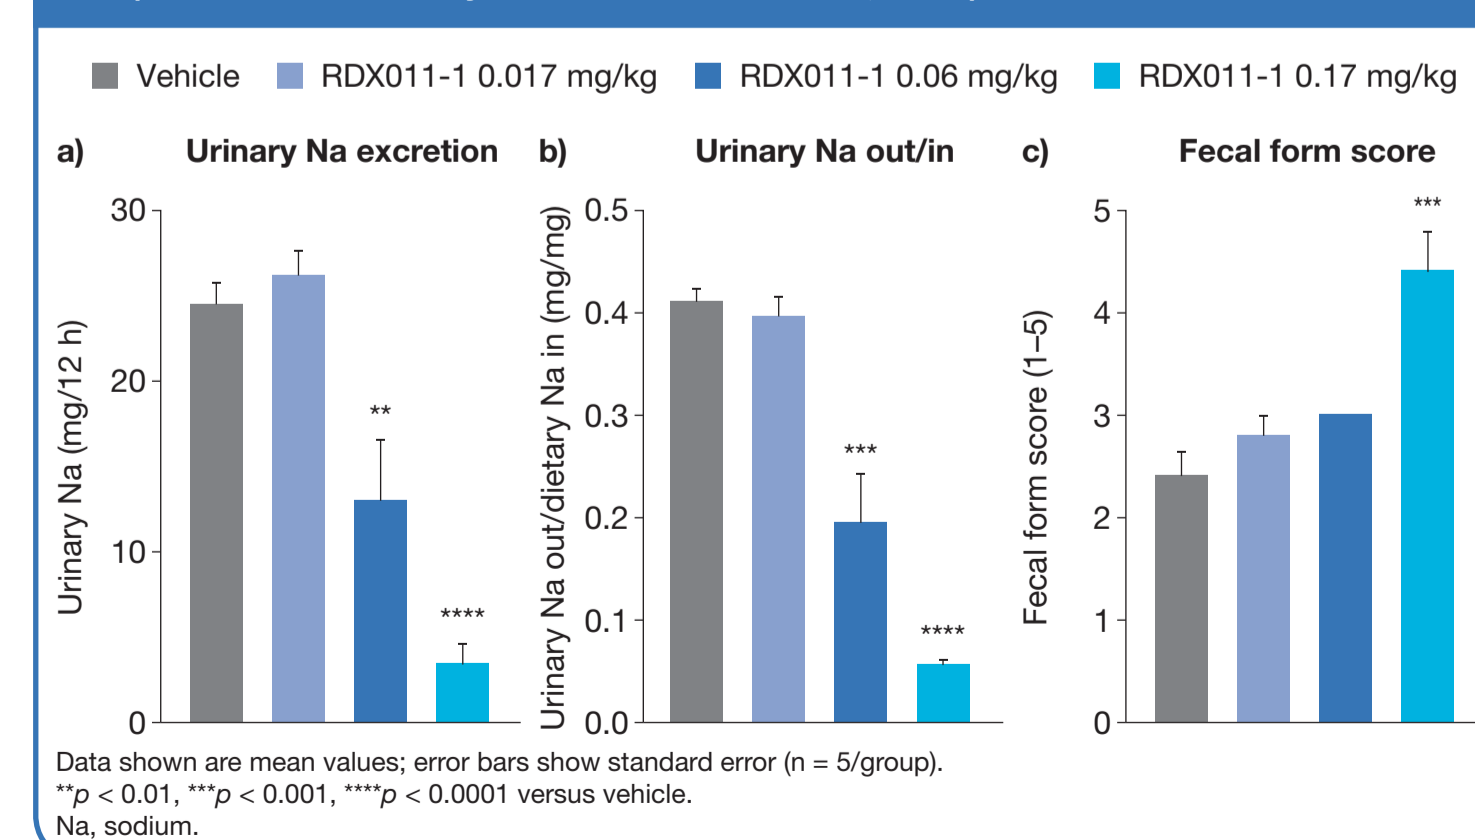 Vehicle
RDX011-1 0.017 mg/kg
RDX011-1 0.06 mg/kg
RDX011-1 0.17 mg/kg
a)
Urinary Na excretion
Urinary Na (mg/12 h)
30
20
10
0
**
****
b)
Urinary Na out/in
Urinary Na out/dietary Na in (mg/mg)
0.5
0.4
0.3
0.2
0.1
0.0
***
****
c)
Fecal form score
Fecal form score (1–5)
5
4
3
2
1
0
***
Data shown are mean values; error bars show standard error (n = 5/group).
**p < 0.01, ***p < 0.001, ****p < 0.0001 versus vehicle.
Na, sodium.